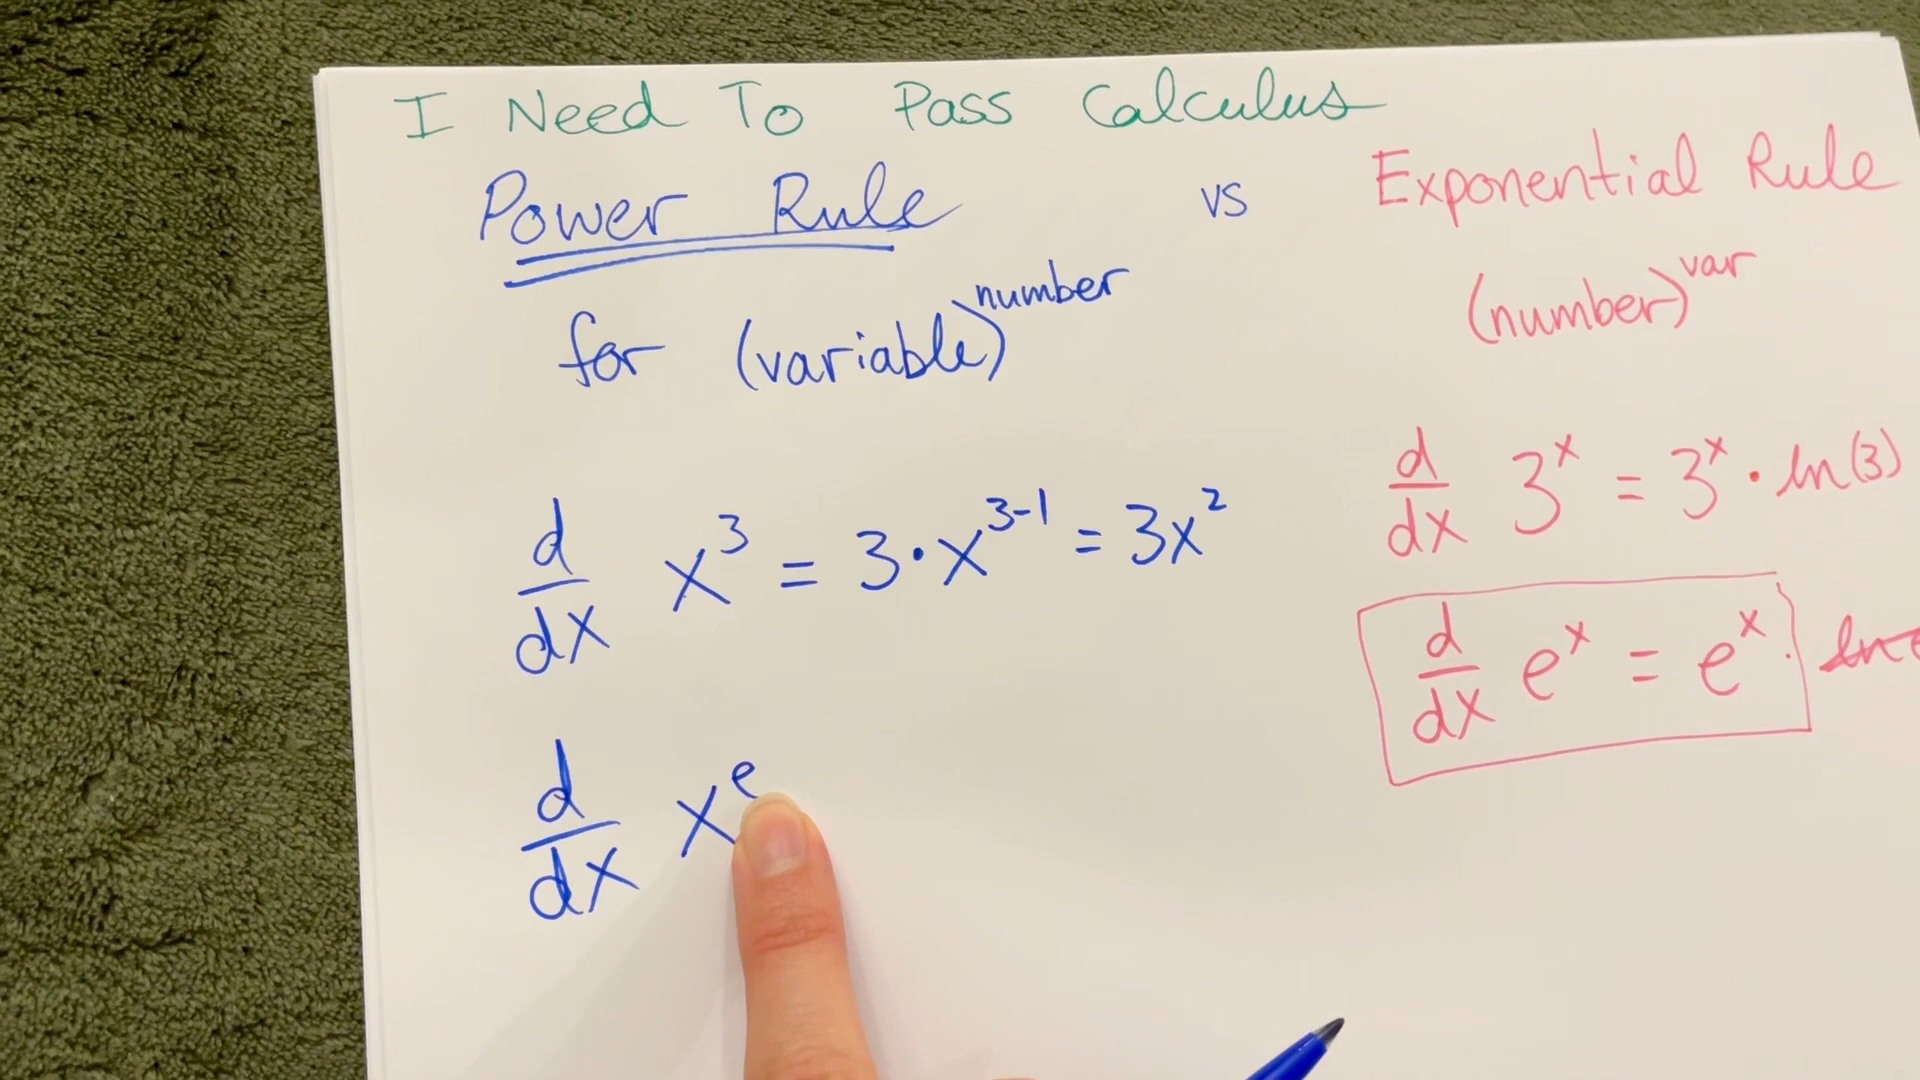 I Need To Pass Calculus
Power Rule vs Exponential Rule
for (variable)^number
(number)^var
d/dx x^3 = 3·x^(3-1) = 3x^2
d/dx 3^x = 3^x · ln(3)
d/dx e^x = e^x ·
d/dx x^e